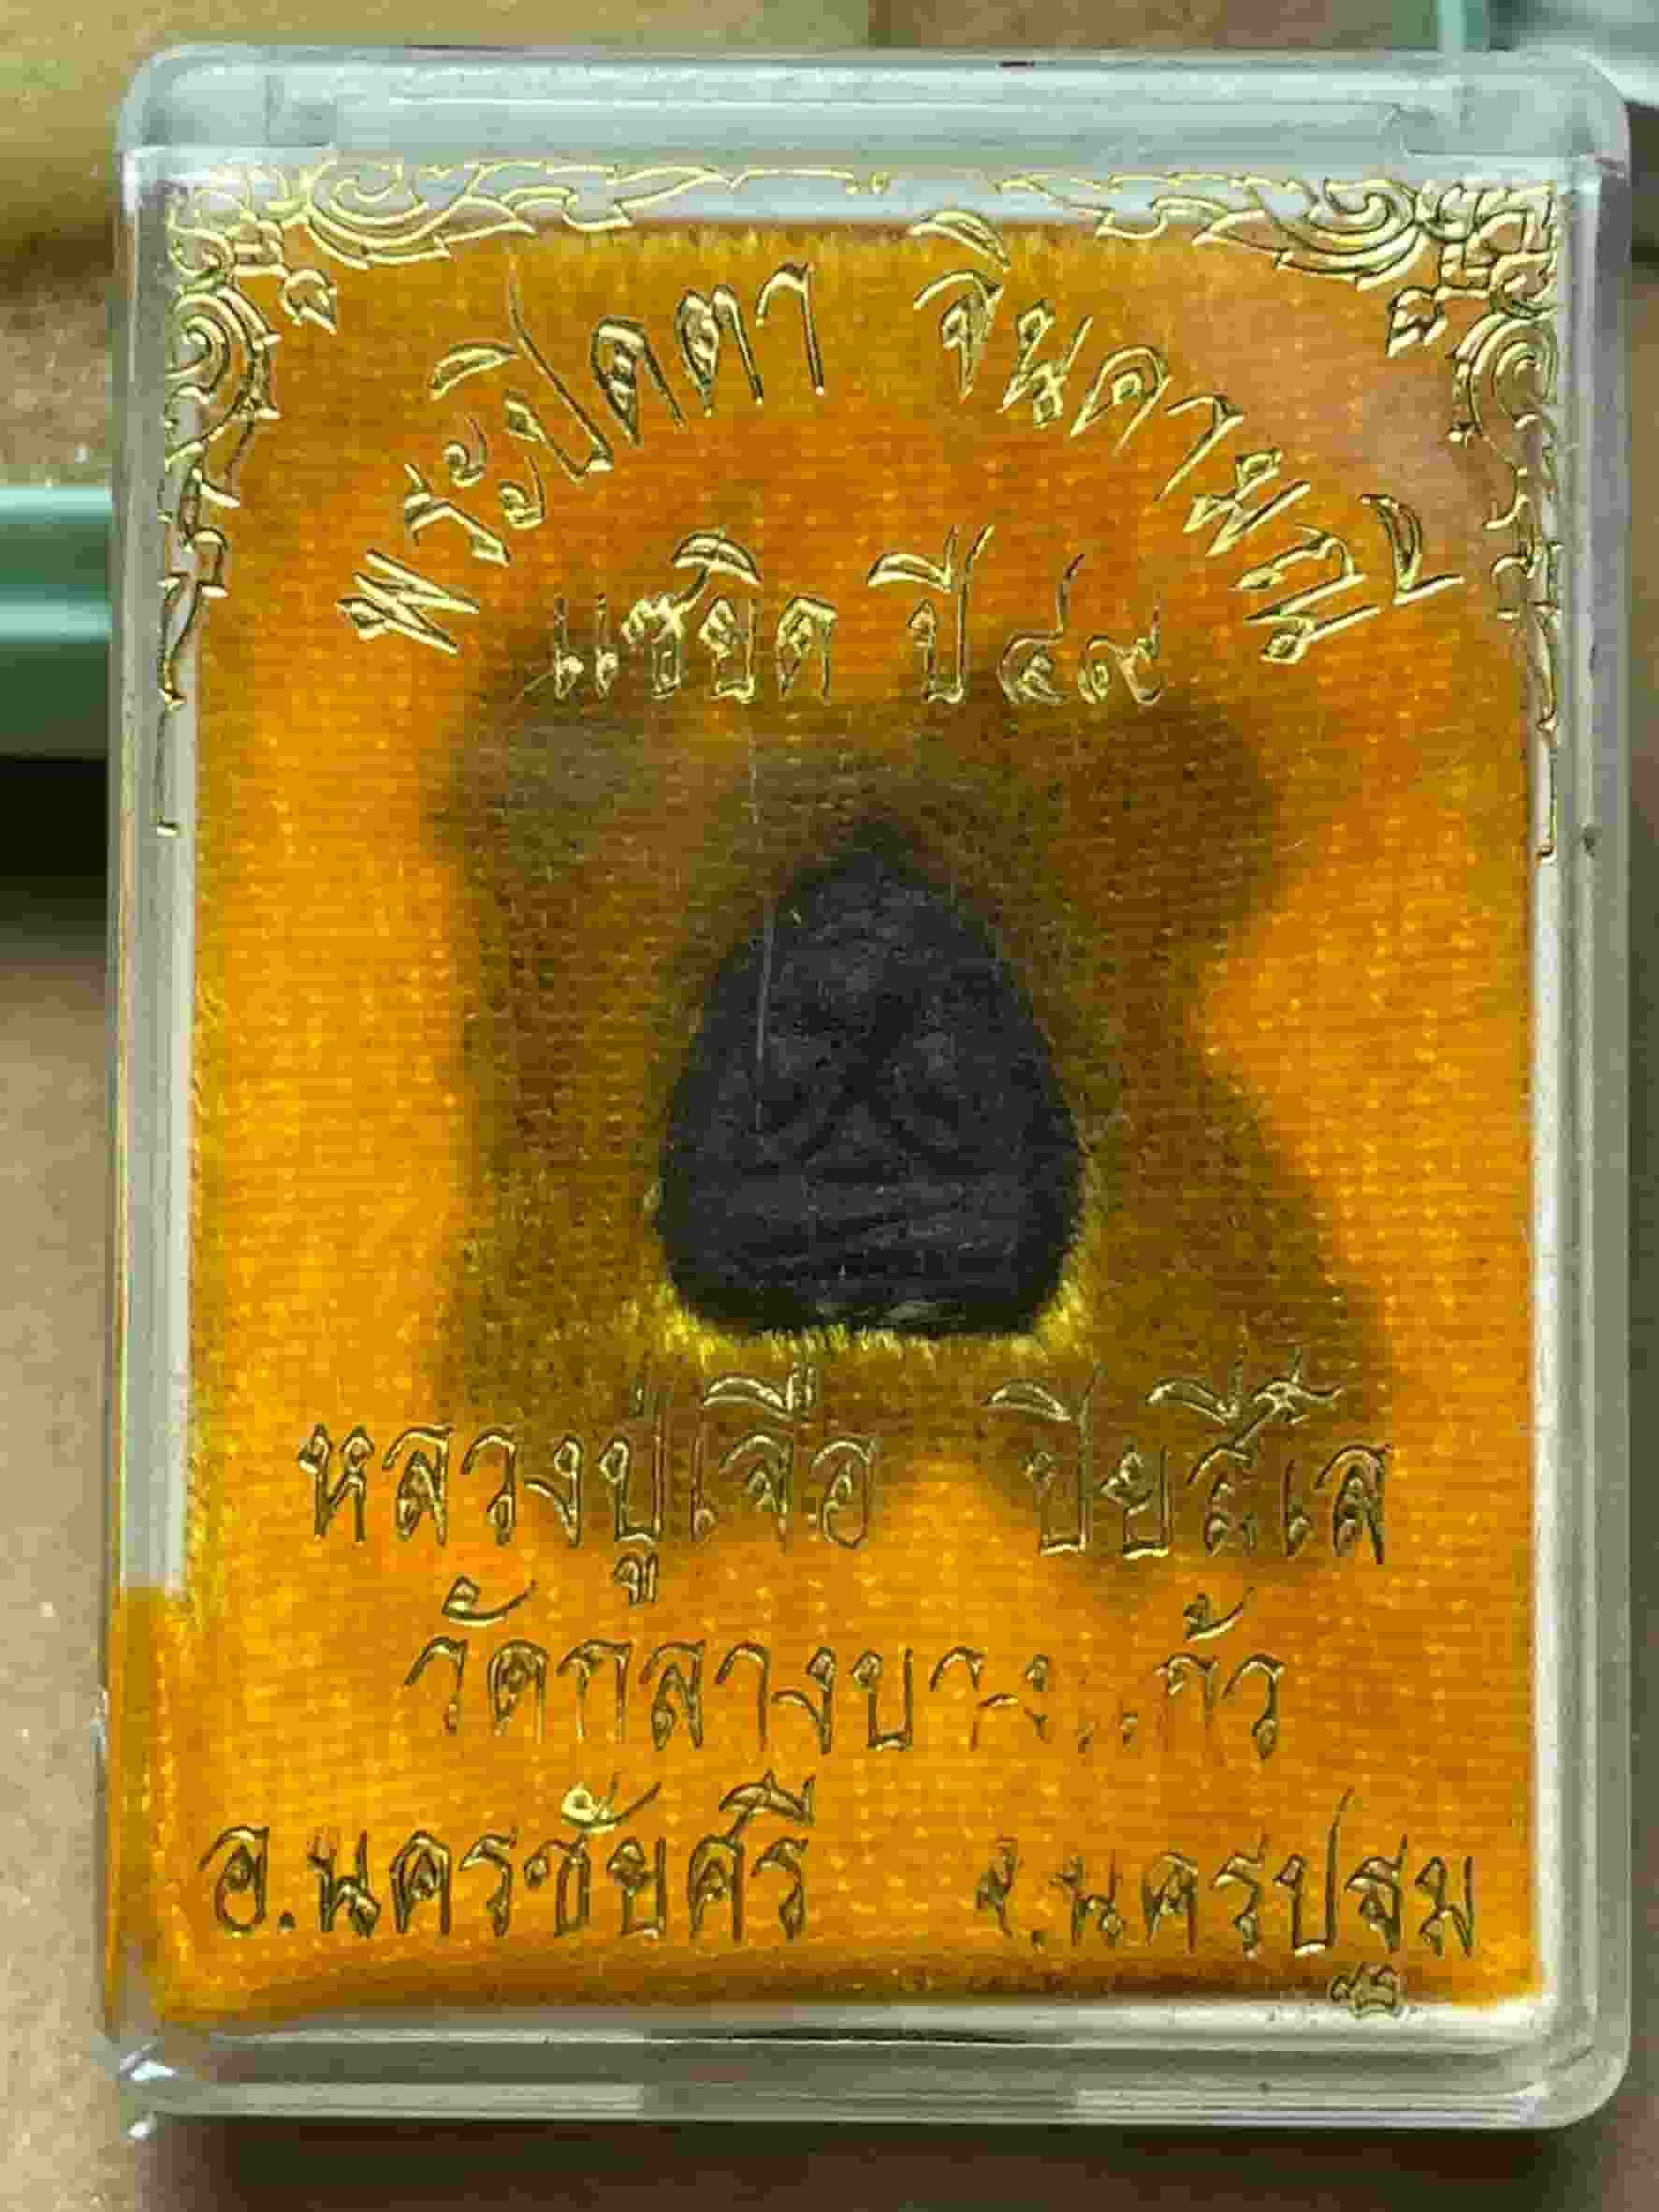 พระปิดตา จินดามณี
แซยิด ปี ๔๙
หลวงปู่เจือ ปิยสีโล
วัดกลางบางแก้ว
อ.นครชัยศรี จ.นครปฐม